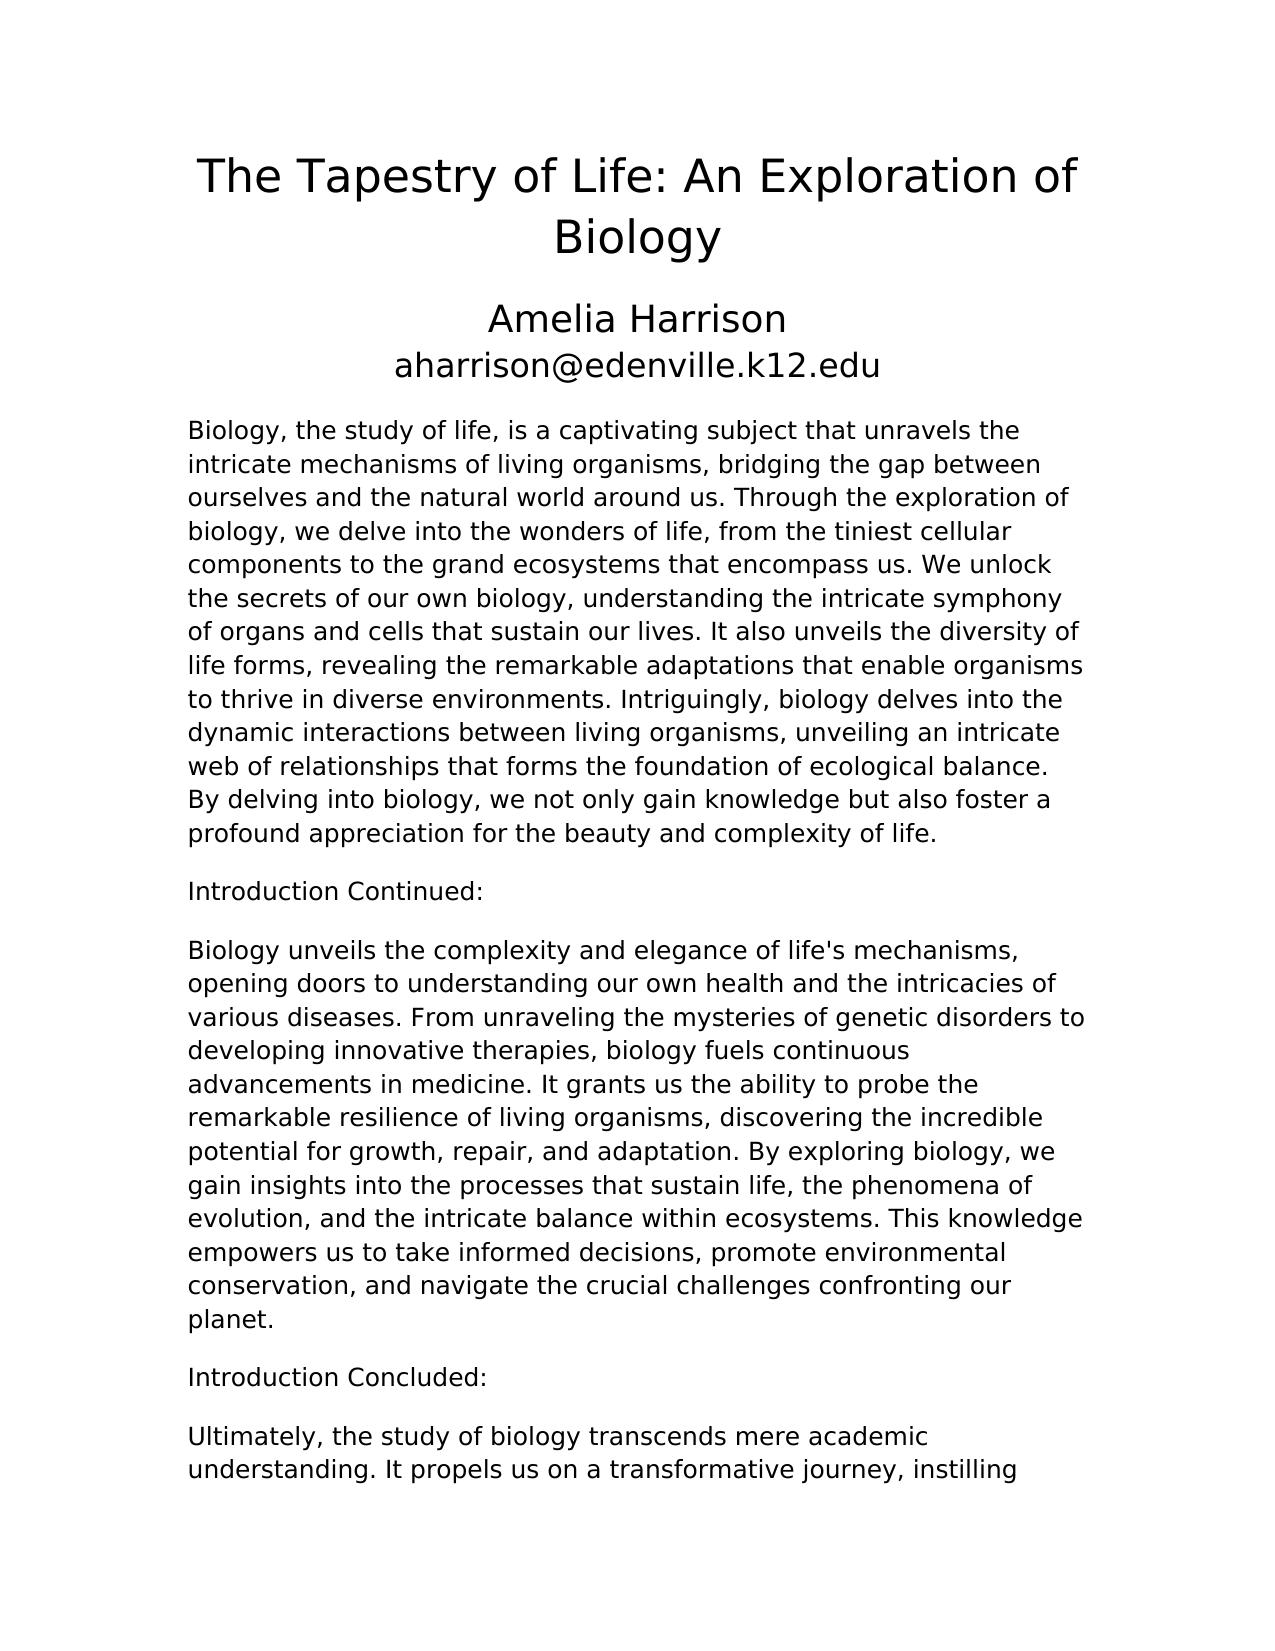 The Tapestry of Life: An Exploration of
Biology
Amelia Harrison
aharrison@edenville.k12.edu
Biology, the study of life, is a captivating subject that unravels the
intricate mechanisms of living organisms, bridging the gap between
ourselves and the natural world around us. Through the exploration of
biology, we delve into the wonders of life, from the tiniest cellular
components to the grand ecosystems that encompass us. We unlock
the secrets of our own biology, understanding the intricate symphony
of organs and cells that sustain our lives. It also unveils the diversity of
life forms, revealing the remarkable adaptations that enable organisms
to thrive in diverse environments. Intriguingly, biology delves into the
dynamic interactions between living organisms, unveiling an intricate
web of relationships that forms the foundation of ecological balance.
By delving into biology, we not only gain knowledge but also foster a
profound appreciation for the beauty and complexity of life.
Introduction Continued:
Biology unveils the complexity and elegance of life's mechanisms,
opening doors to understanding our own health and the intricacies of
various diseases. From unraveling the mysteries of genetic disorders to
developing innovative therapies, biology fuels continuous
advancements in medicine. It grants us the ability to probe the
remarkable resilience of living organisms, discovering the incredible
potential for growth, repair, and adaptation. By exploring biology, we
gain insights into the processes that sustain life, the phenomena of
evolution, and the intricate balance within ecosystems. This knowledge
empowers us to take informed decisions, promote environmental
conservation, and navigate the crucial challenges confronting our
planet.
Introduction Concluded:
Ultimately, the study of biology transcends mere academic
understanding. It propels us on a transformative journey, instilling